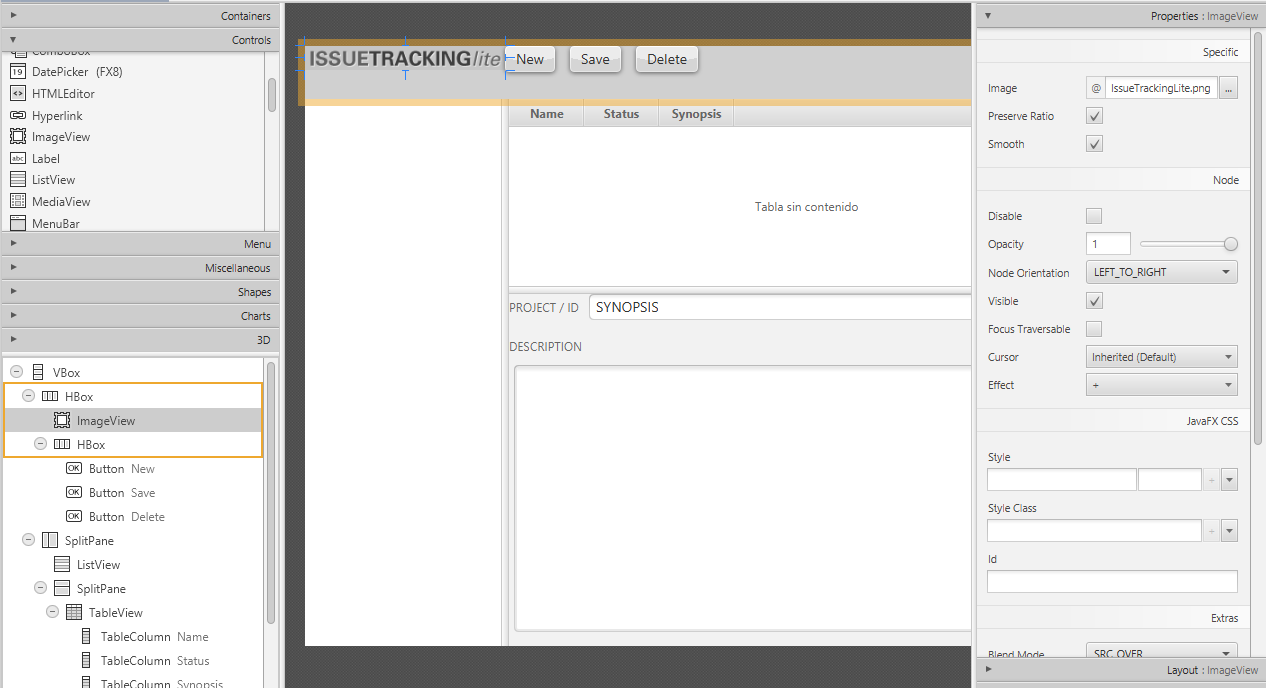 Containers
Controls
ComboBox
DatePicker (FX8)
HTMLEditor
Hyperlink
ImageView
Label
ListView
MediaView
MenuBar
Menu
Miscellaneous
Shapes
Charts
3D
VBox
HBox
ImageView
HBox
OK Button New
OK Button Save
OK Button Delete
SplitPane
ListView
SplitPane
TableView
TableColumn Name
TableColumn Status
TableColumn Synopsis
ISSUETRACKINGlite New Save Delete
Name Status Synopsis
Tabla sin contenido
PROJECT / ID SYNOPSIS
DESCRIPTION
Properties : ImageView
Specific
Image @ IssueTrackingLite.png ...
Preserve Ratio
Smooth
Node
Disable
Opacity 1
Node Orientation LEFT_TO_RIGHT
Visible
Focus Traversable
Cursor Inherited (Default)
Effect +
JavaFX CSS
Style
+
Style Class
+
Id
Extras
Blend Mode SRC_OVER
Layout : ImageView